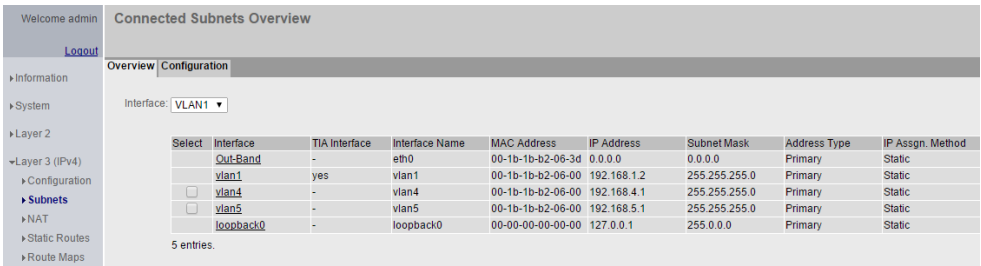 Welcome admin
Logout
Connected Subnets Overview
Information
System
Layer 2
Layer 3 (IPv4)
Configuration
Subnets
NAT
Static Routes
Route Maps
Overview Configuration
Interface: VLAN1
Select Interface TIA Interface Interface Name MAC Address IP Address Subnet Mask Address Type IP Assgn. Method
Out-Band - eth0 00-1b-1b-b2-06-3d 0.0.0.0 0.0.0.0 Primary Static
vlan1 yes vlan1 00-1b-1b-b2-06-00 192.168.1.2 255.255.255.0 Primary Static
vlan4 - vlan4 00-1b-1b-b2-06-00 192.168.4.1 255.255.255.0 Primary Static
vlan5 - vlan5 00-1b-1b-b2-06-00 192.168.5.1 255.255.255.0 Primary Static
loopback0 - loopback0 00-00-00-00-00-00 127.0.0.1 255.0.0.0 Primary Static
5 entries.